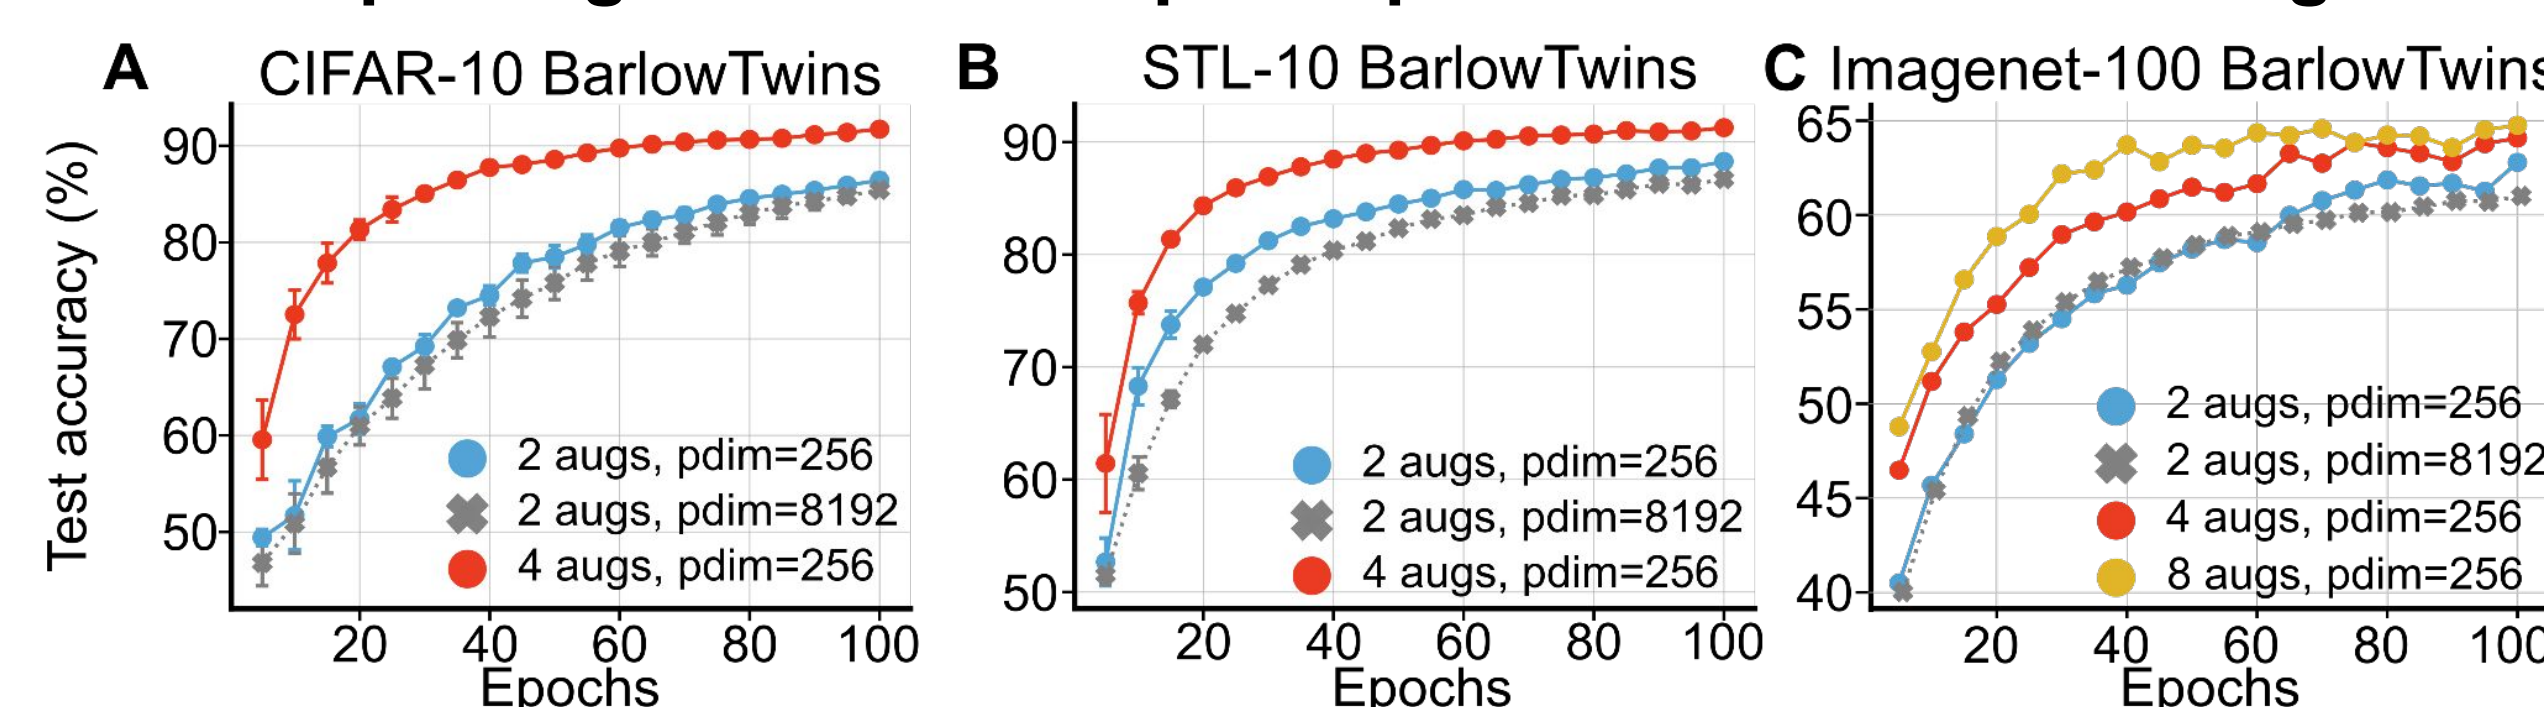 A CIFAR-10 BarlowTwins
Test accuracy (%)
90
80
70
60
50
2 augs, pdim=256
2 augs, pdim=8192
4 augs, pdim=256
20 40 60 80 100
Epochs
B STL-10 BarlowTwins
90
80
70
60
50
2 augs, pdim=256
2 augs, pdim=8192
4 augs, pdim=256
20 40 60 80 100
Epochs
C Imagenet-100 BarlowTwins
65
60
55
50
45
40
2 augs, pdim=256
2 augs, pdim=8192
4 augs, pdim=256
8 augs, pdim=256
20 40 60 80 100
Epochs